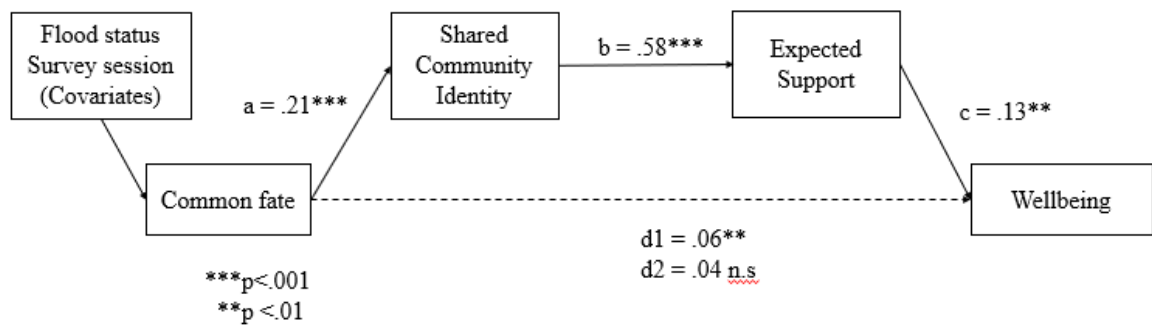 Flood status
Survey session
(Covariates)
Shared
Community
Identity
b = .58***
Expected
Support
a = .21***
c = .13**
Common fate
Wellbeing
d1 = .06**
d2 = .04 n.s
***p<.001
**p <.01